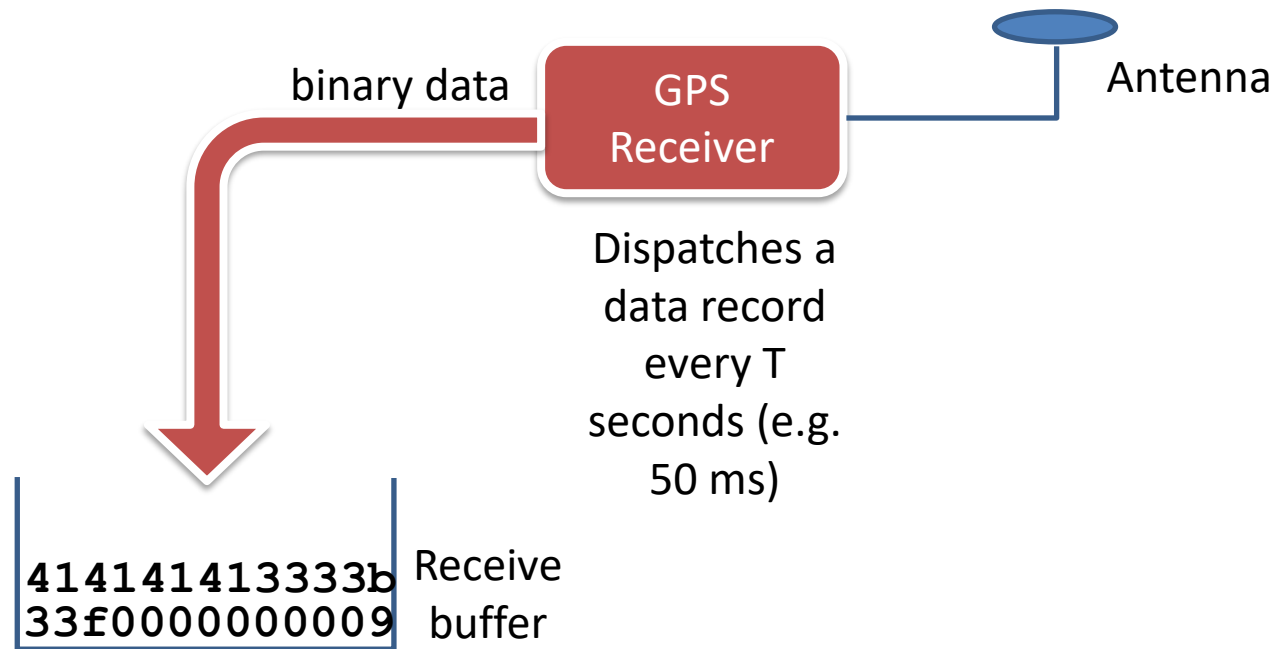 binary data
GPS
Receiver
Antenna
Dispatches a
data record
every T
seconds (e.g.
50 ms)
414141413333b
33f0000000009
Receive
buffer